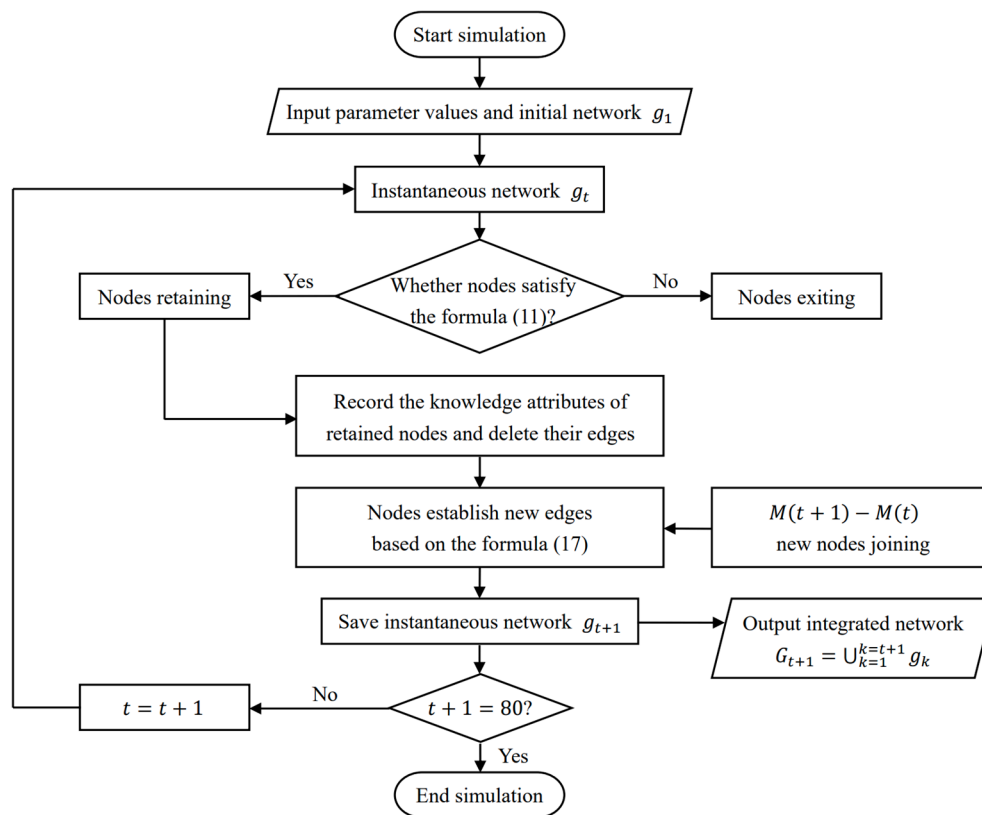 Start simulation
Input parameter values and initial network g₁
Instantaneous network gₜ
Yes
Whether nodes satisfy
the formula (11)?
No
Nodes retaining
Nodes exiting
Record the knowledge attributes of
retained nodes and delete their edges
Nodes establish new edges
based on the formula (17)
M(t + 1) − M(t)
new nodes joining
Save instantaneous network gₜ₊₁
Output integrated network
Gₜ₊₁ = ⋃ₖ₌₁ᵏ⁼ᵗ⁺¹ gₖ
No
t = t + 1
t + 1 = 80?
Yes
End simulation